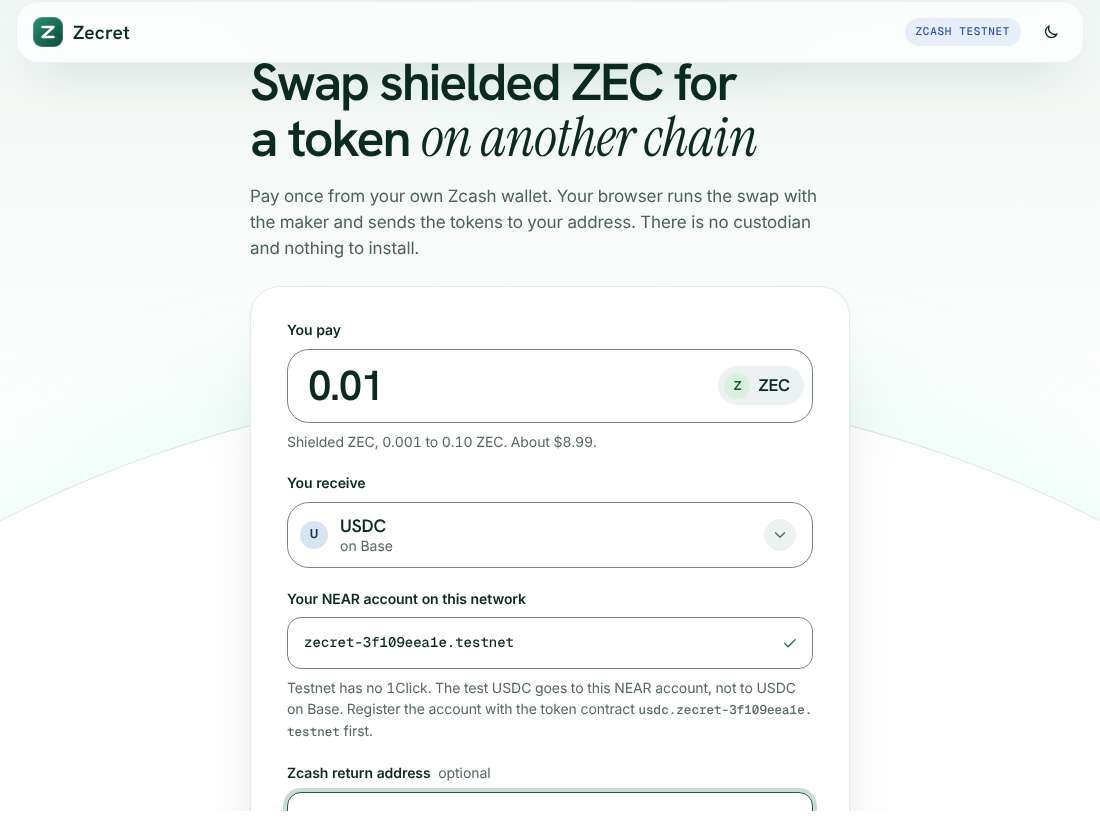 Zecret
ZCASH TESTNET
Swap shielded ZEC for
a token on another chain
Pay once from your own Zcash wallet. Your browser runs the swap with
the maker and sends the tokens to your address. There is no custodian
and nothing to install.
You pay
0.01
Z ZEC
Shielded ZEC, 0.001 to 0.10 ZEC. About $8.99.
You receive
U
USDC
on Base
Your NEAR account on this network
zecret-3f109eea1e.testnet
Testnet has no 1Click. The test USDC goes to this NEAR account, not to USDC
on Base. Register the account with the token contract usdc.zecret-3f109eea1e.
testnet first.
Zcash return address optional